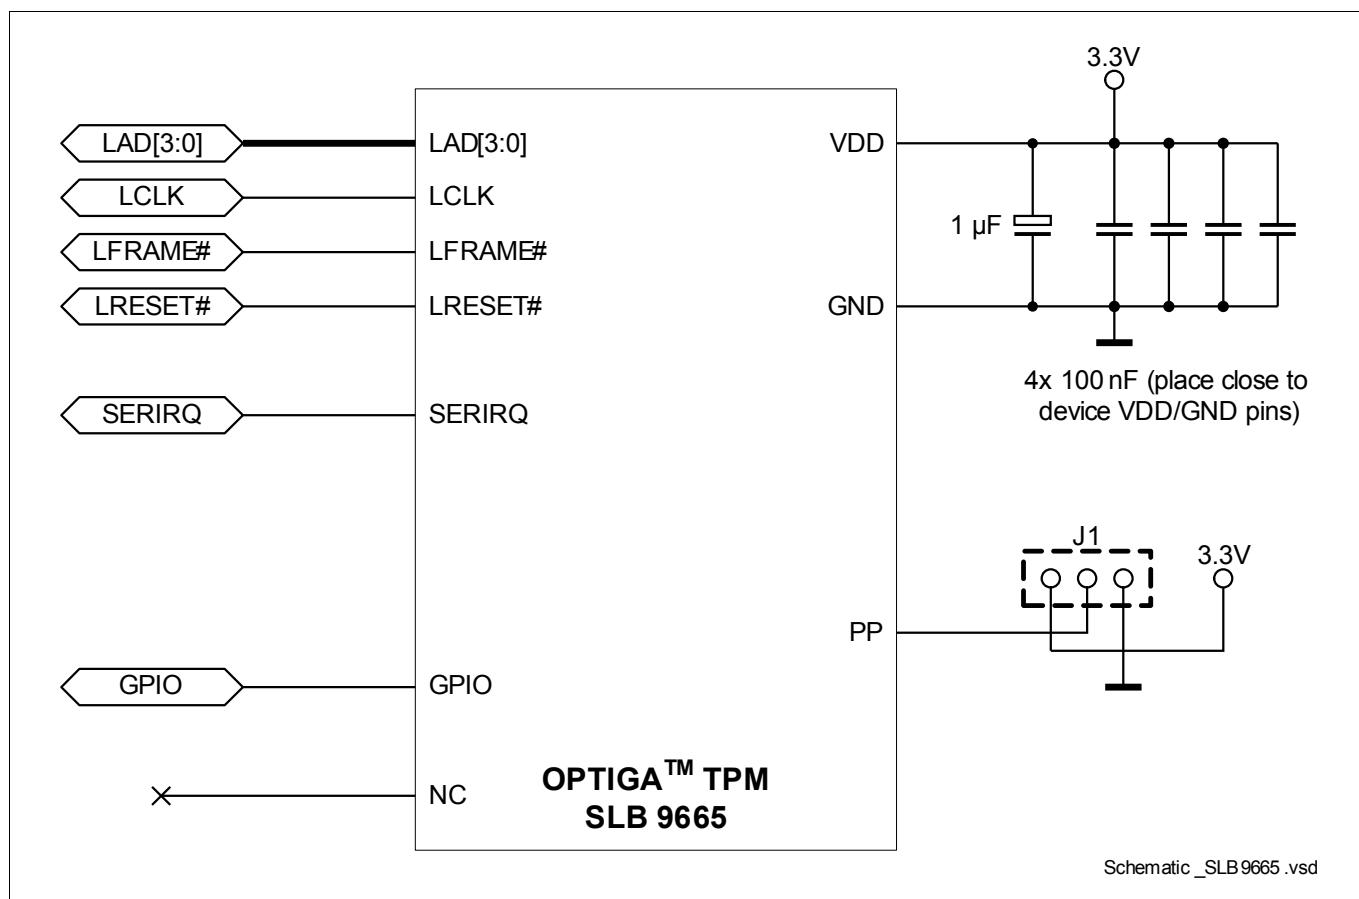 3.3V
LAD[3:0]
LAD[3:0]
VDD
LCLK
LCLK
1 µF
LFRAME#
LFRAME#
LRESET#
LRESET#
GND
4x 100 nF (place close to
device VDD/GND pins)
SERIRQ
SERIRQ
J1
3.3V
PP
GPIO
GPIO
NC
OPTIGA™ TPM
SLB 9665
Schematic _SLB9665 .vsd